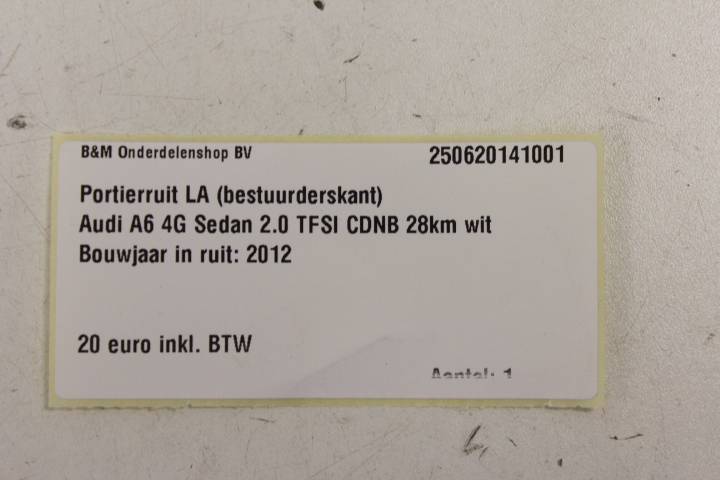 B&M Onderdelenshop BV 250620141001
Portierruit LA (bestuurderskant)
Audi A6 4G Sedan 2.0 TFSI CDNB 28km wit
Bouwjaar in ruit: 2012
20 euro inkl. BTW
Aantal: 1